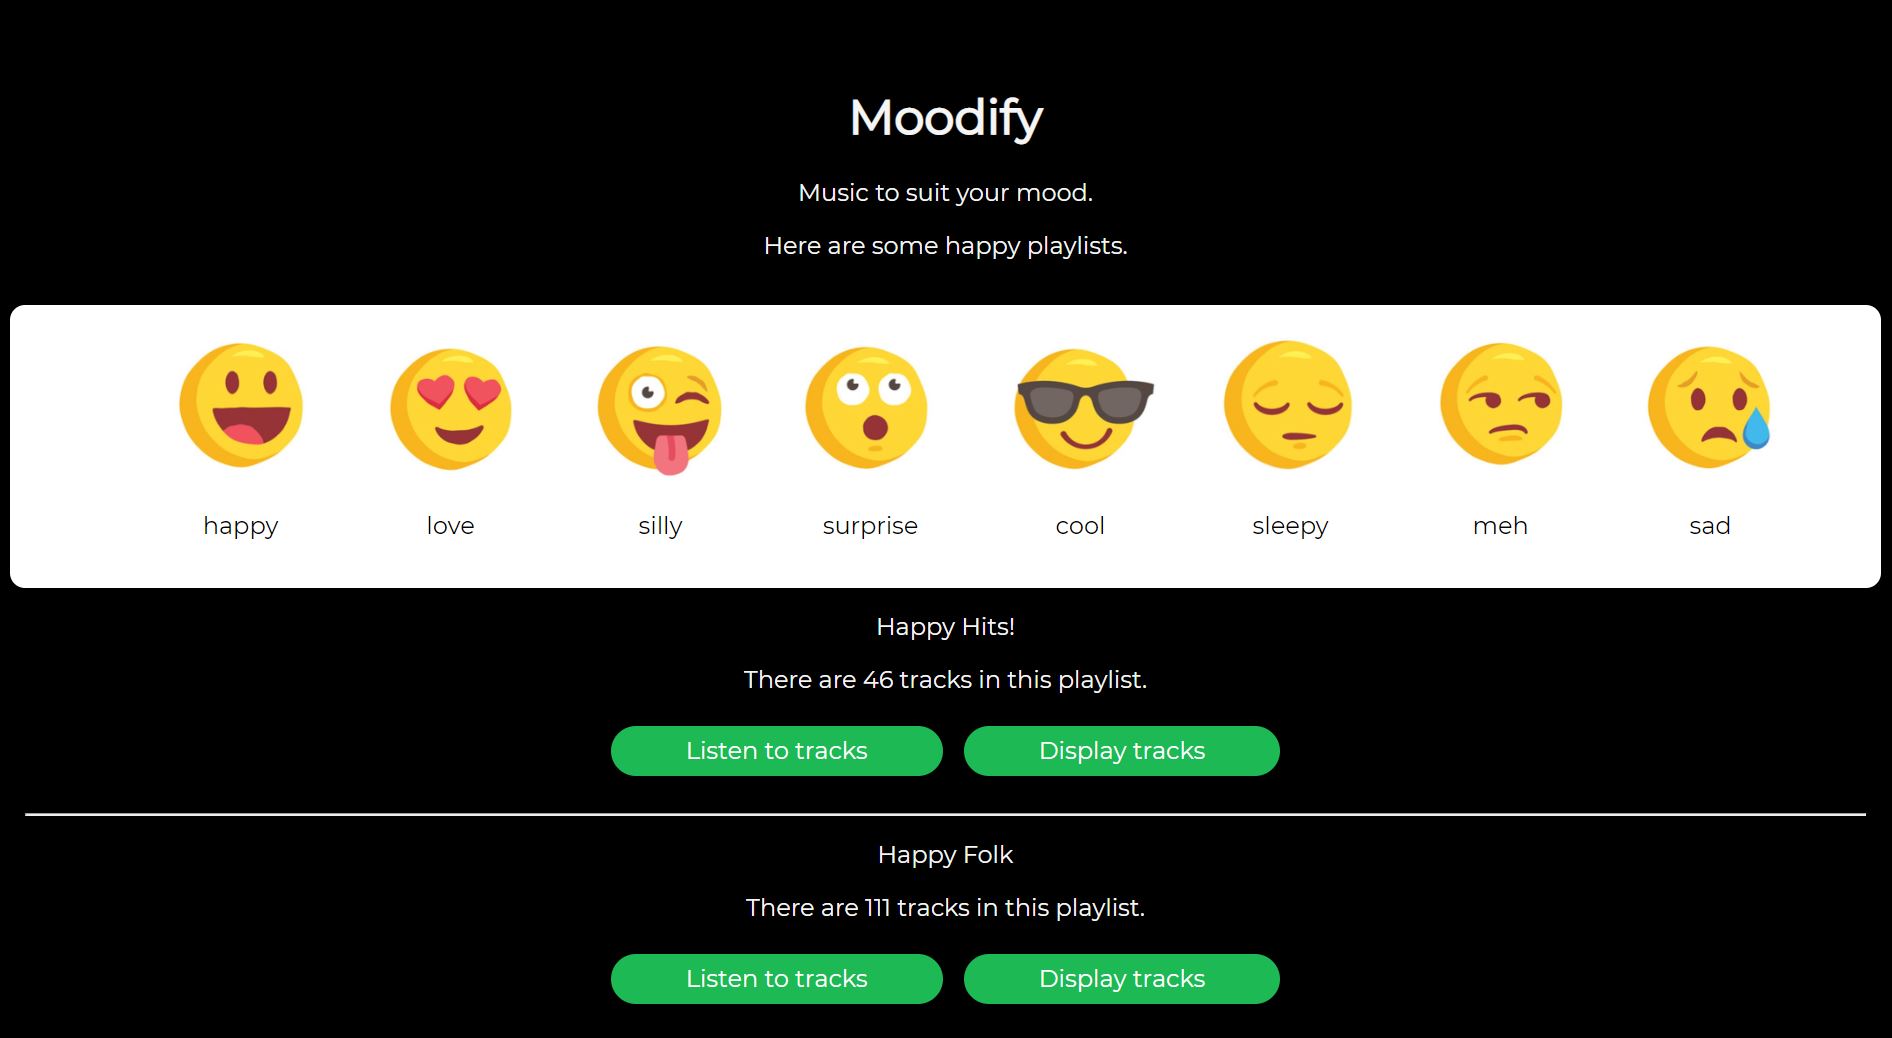 Moodify
Music to suit your mood.
Here are some happy playlists.
happy love silly surprise cool sleepy meh sad
Happy Hits!
There are 46 tracks in this playlist.
Listen to tracks Display tracks
Happy Folk
There are 111 tracks in this playlist.
Listen to tracks Display tracks